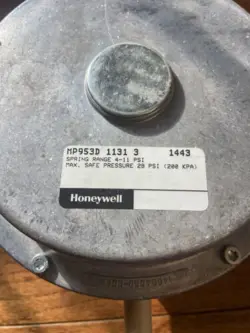 MP953D 1131 3 1443
SPRING RANGE 4-11 PSI
MAX. SAFE PRESSURE 29 PSI (200 KPA)
Honeywell